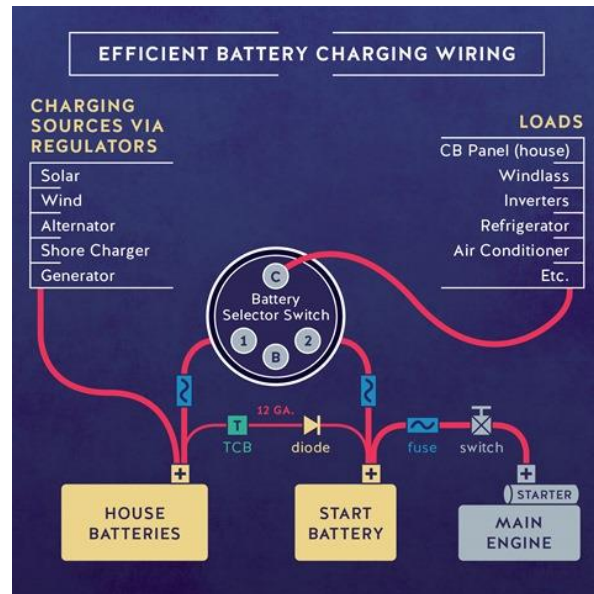 EFFICIENT BATTERY CHARGING WIRING
CHARGING
SOURCES VIA
REGULATORS
Solar
Wind
Alternator
Shore Charger
Generator
LOADS
CB Panel (house)
Windlass
Inverters
Refrigerator
Air Conditioner
Etc.
C
Battery
Selector Switch
1
B
2
12 GA.
T
TCB
diode
fuse
switch
+
+
+
HOUSE
BATTERIES
START
BATTERY
STARTER
MAIN
ENGINE